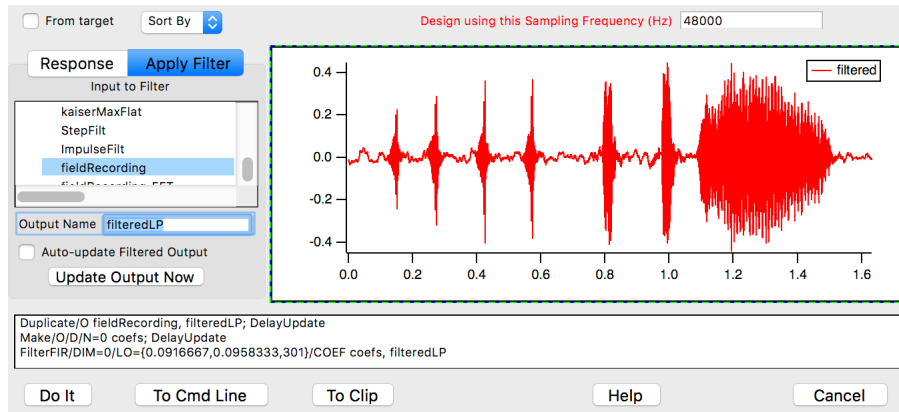 From target
Sort By
Design using this Sampling Frequency (Hz) 48000
Response
Apply Filter
Input to Filter
kaiserMaxFlat
StepFilt
ImpulseFilt
fieldRecording
fieldRecording_FFT
Output Name filteredLP
Auto-update Filtered Output
Update Output Now
filtered
0.4
0.2
0.0
-0.2
-0.4
0.0 0.2 0.4 0.6 0.8 1.0 1.2 1.4 1.6
Duplicate/O fieldRecording, filteredLP; DelayUpdate
Make/O/D/N=0 coefs; DelayUpdate
FilterFIR/DIM=0/LO={0.0916667,0.0958333,301}/COEF coefs, filteredLP
Do It
To Cmd Line
To Clip
Help
Cancel